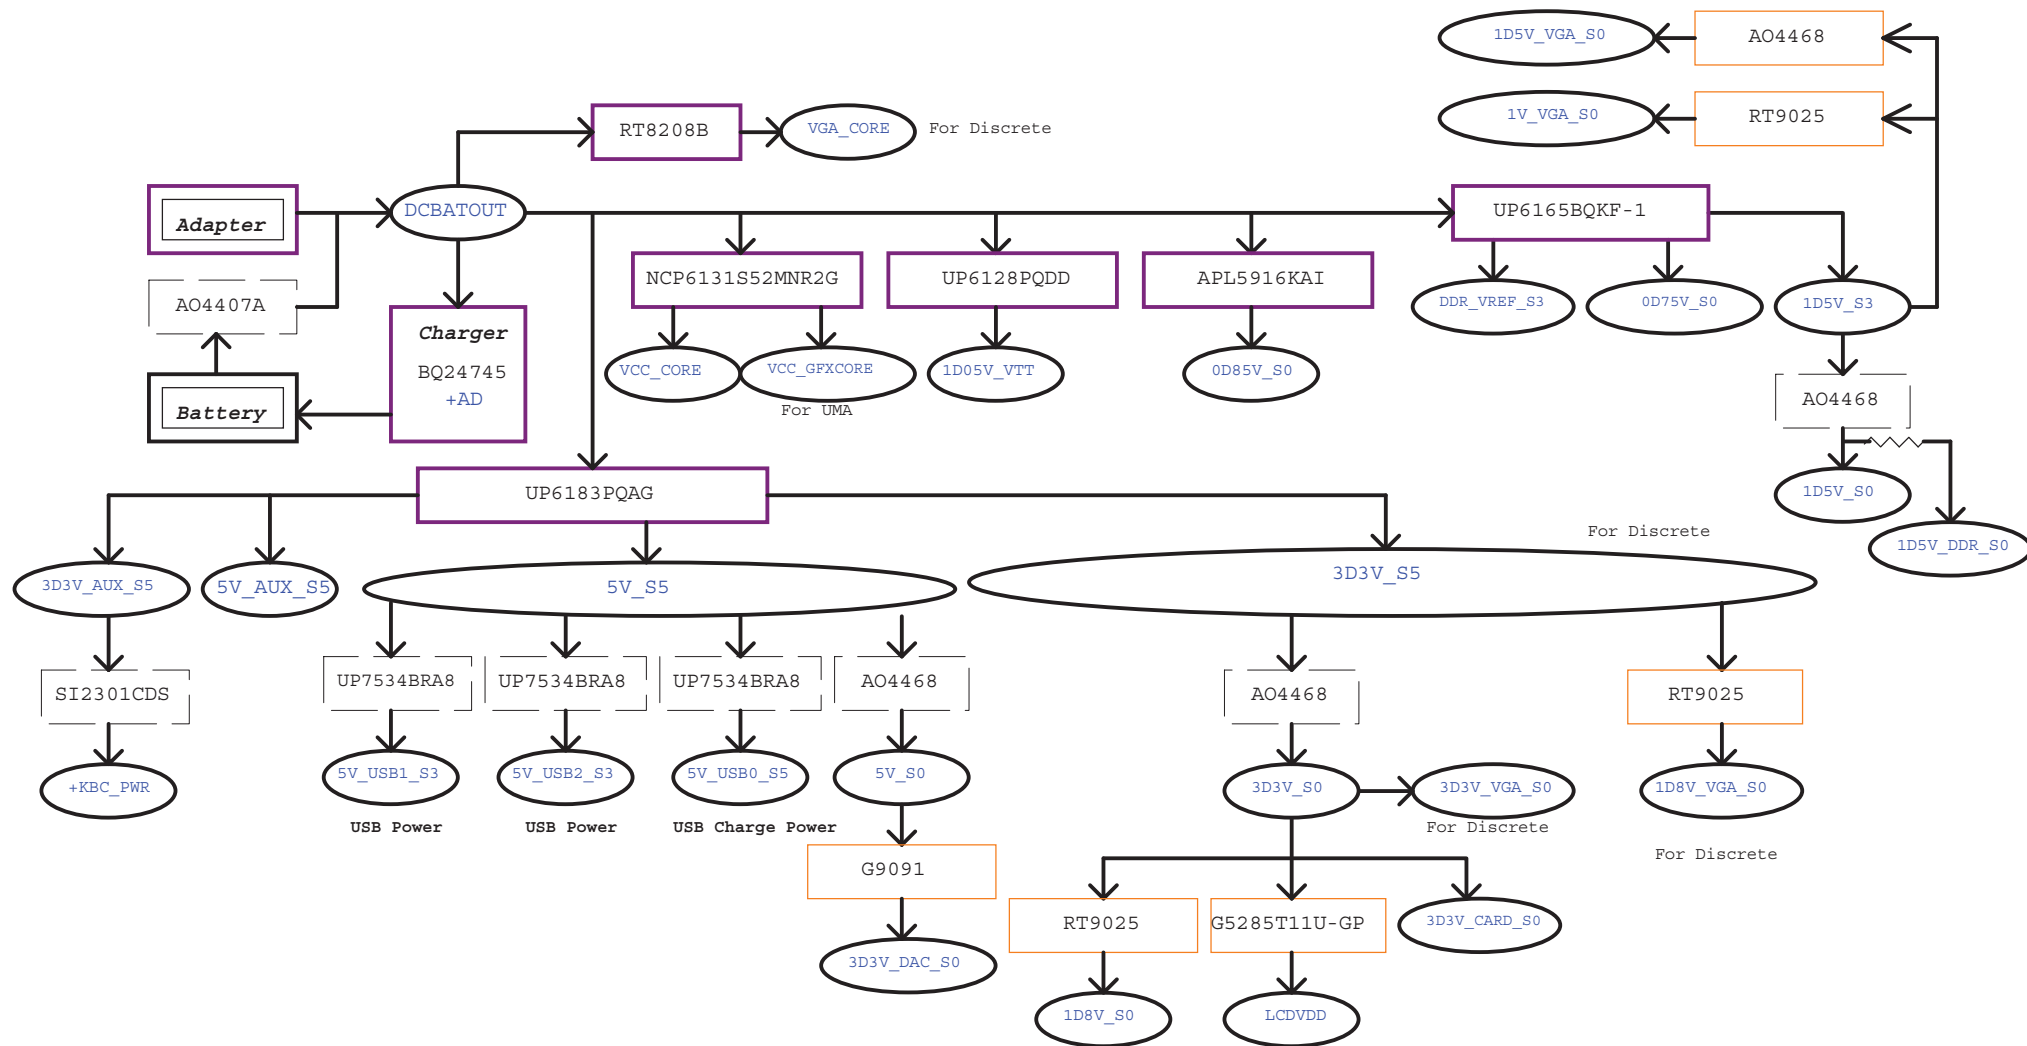 1D5V_VGA_S0
AO4468
1V_VGA_S0
RT9025
RT8208B
VGA_CORE
For Discrete
Adapter
DCBATOUT
UP6165BQKF-1
AO4407A
NCP6131S52MNR2G
UP6128PQDD
APL5916KAI
DDR_VREF_S3
0D75V_S0
1D5V_S3
Charger
BQ24745
+AD
Battery
VCC_CORE
VCC_GFXCORE
For UMA
1D05V_VTT
0D85V_S0
AO4468
1D5V_S0
1D5V_DDR_S0
UP6183PQAG
For Discrete
3D3V_AUX_S5
5V_AUX_S5
5V_S5
3D3V_S5
SI2301CDS
UP7534BRA8
UP7534BRA8
UP7534BRA8
AO4468
AO4468
RT9025
+KBC_PWR
5V_USB1_S3
5V_USB2_S3
5V_USB0_S5
5V_S0
3D3V_S0
3D3V_VGA_S0
1D8V_VGA_S0
USB Power
USB Power
USB Charge Power
For Discrete
For Discrete
G9091
RT9025
G5285T11U-GP
3D3V_CARD_S0
3D3V_DAC_S0
1D8V_S0
LCDVDD